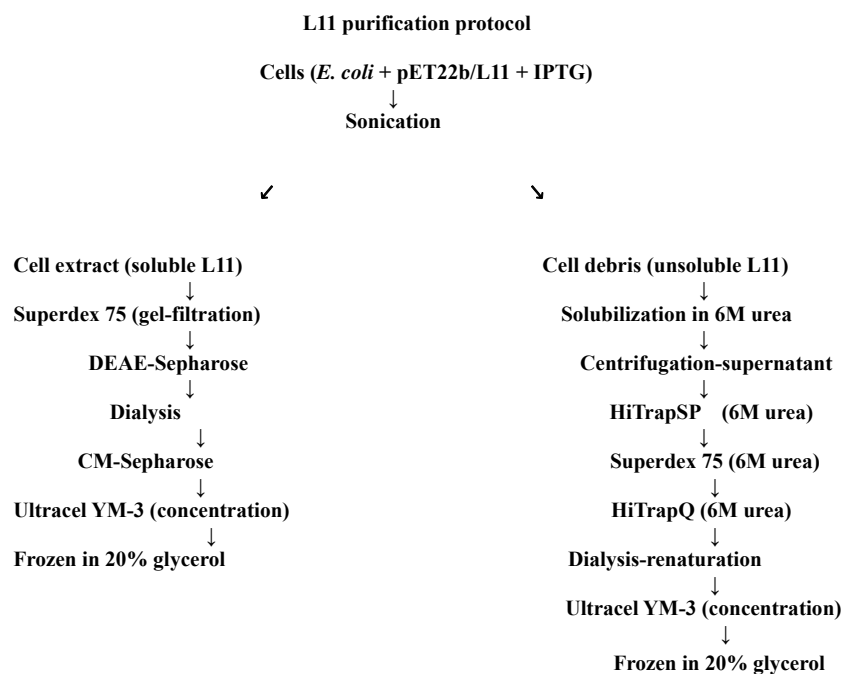 L11 purification protocol
Cells (E. coli + pET22b/L11 + IPTG)
↓
Sonication
↙ ↘
Cell extract (soluble L11)
↓
Superdex 75 (gel-filtration)
↓
DEAE-Sepharose
↓
Dialysis
↓
CM-Sepharose
↓
Ultracel YM-3 (concentration)
↓
Frozen in 20% glycerol
Cell debris (unsoluble L11)
↓
Solubilization in 6M urea
↓
Centrifugation-supernatant
↓
HiTrapSP (6M urea)
↓
Superdex 75 (6M urea)
↓
HiTrapQ (6M urea)
↓
Dialysis-renaturation
↓
Ultracel YM-3 (concentration)
↓
Frozen in 20% glycerol